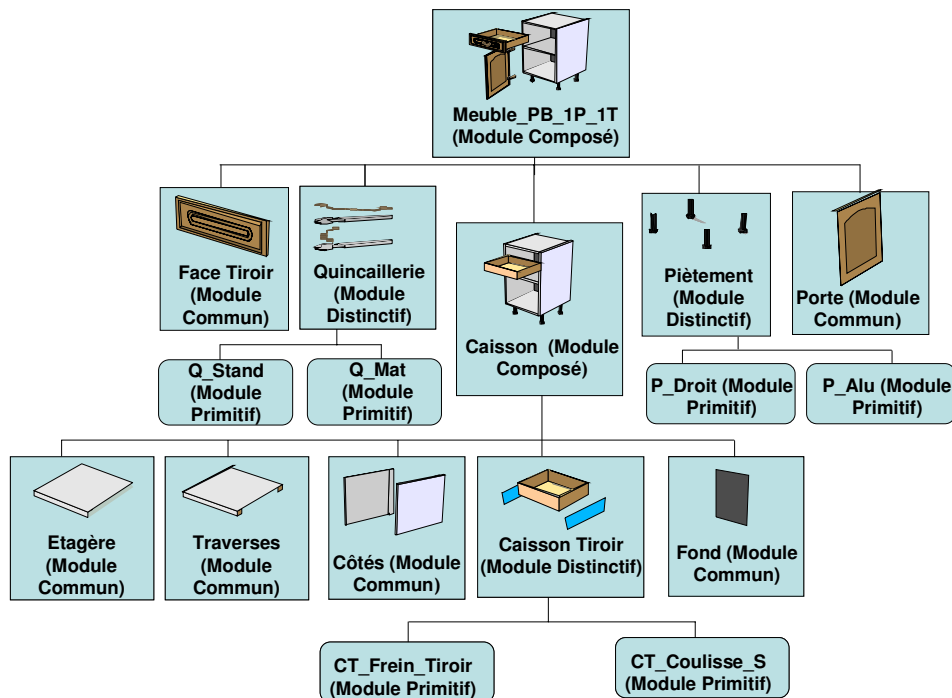 Meuble_PB_1P_1T
(Module Composé)
Face Tiroir
(Module
Commun)
Quincaillerie
(Module
Distinctif)
Caisson (Module
Composé)
Piètement
(Module
Distinctif)
Porte (Module
Commun)
Q_Stand
(Module
Primitif)
Q_Mat
(Module
Primitif)
P_Droit (Module
Primitif)
P_Alu (Module
Primitif)
Etagère
(Module
Commun)
Traverses
(Module
Commun)
Côtés (Module
Commun)
Caisson Tiroir
(Module Distinctif)
Fond (Module
Commun)
CT_Frein_Tiroir
(Module Primitif)
CT_Coulisse_S
(Module Primitif)